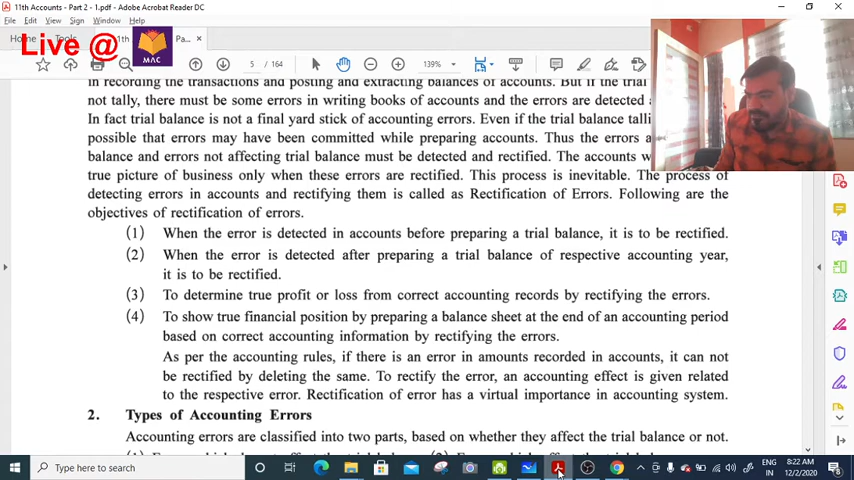 11th Accounts - Part 2 - 1.pdf - Adobe Acrobat Reader DC
File Edit View Sign Window Help
Home Tools 11th Pa... ×
Live @ MAC
5 / 164 139%
in recording the transactions and posting and extracting balances of accounts. But if the trial
not tally, there must be some errors in writing books of accounts and the errors are detected
In fact trial balance is not a final yard stick of accounting errors. Even if the trial balance
possible that errors may have been committed while preparing accounts. Thus the errors
balance and errors not affecting trial balance must be detected and rectified. The accounts
true picture of business only when these errors are rectified. This process is inevitable. The process of
detecting errors in accounts and rectifying them is called as Rectification of Errors. Following are the
objectives of rectification of errors.
(1) When the error is detected in accounts before preparing a trial balance, it is to be rectified.
(2) When the error is detected after preparing a trial balance of respective accounting year,
it is to be rectified.
(3) To determine true profit or loss from correct accounting records by rectifying the errors.
(4) To show true financial position by preparing a balance sheet at the end of an accounting period
based on correct accounting information by rectifying the errors.
As per the accounting rules, if there is an error in amounts recorded in accounts, it can not
be rectified by deleting the same. To rectify the error, an accounting effect is given related
to the respective error. Rectification of error has a virtual importance in accounting system.
2. Types of Accounting Errors
Accounting errors are classified into two parts, based on whether they affect the trial balance or not.
Type here to search
ENG 8:22 AM
IN 12/2/2020